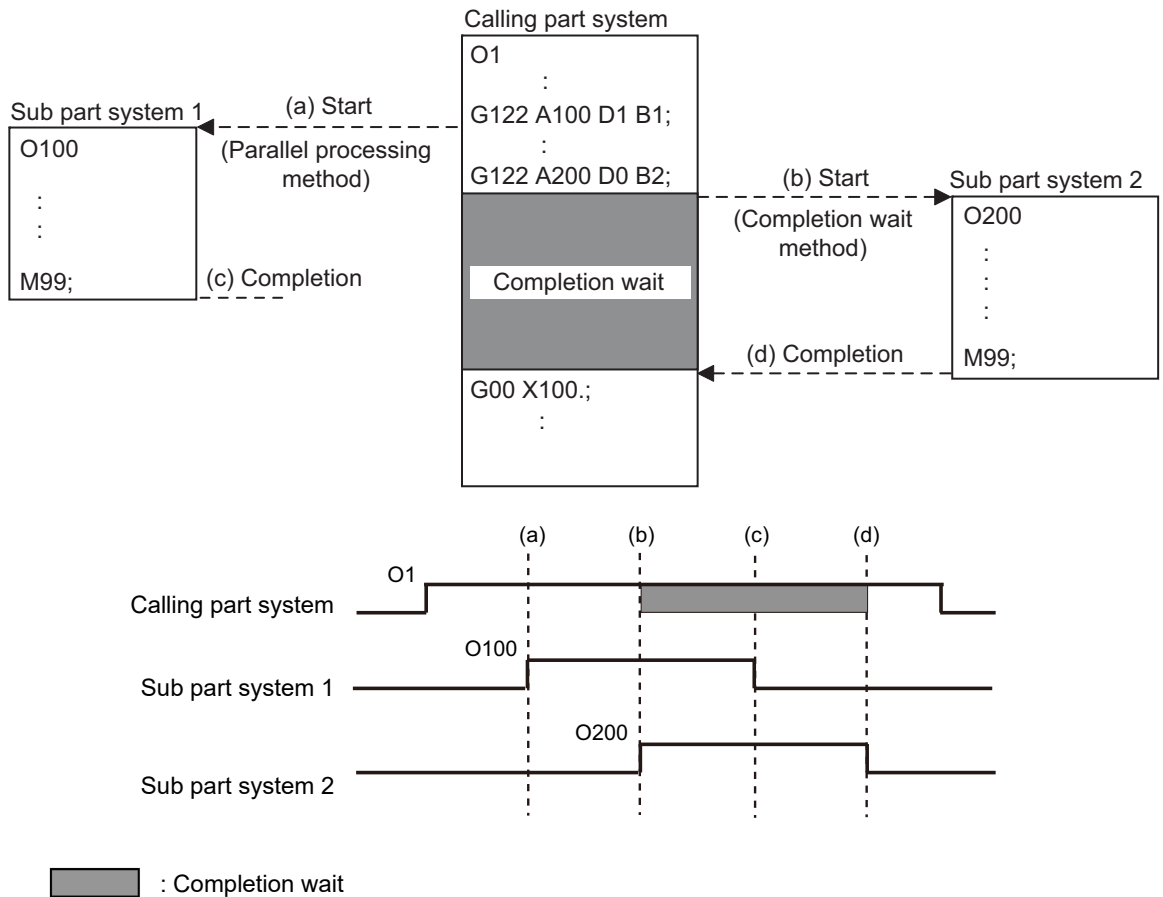 Calling part system
O1
:
G122 A100 D1 B1;
:
G122 A200 D0 B2;
Completion wait
G00 X100.;
:
Sub part system 1
O100
:
:
M99;
(a) Start
(Parallel processing
method)
(c) Completion
(b) Start
(Completion wait
method)
(d) Completion
Sub part system 2
O200
:
:
:
:
M99;
(a)
(b)
(c)
(d)
O1
Calling part system
O100
Sub part system 1
O200
Sub part system 2
: Completion wait